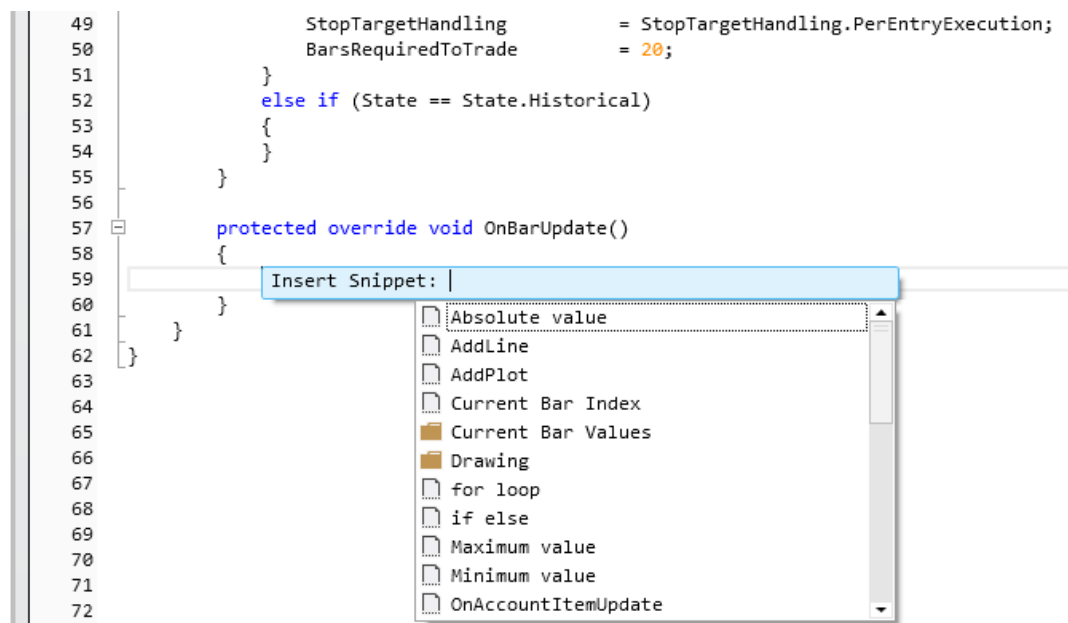 49 StopTargetHandling = StopTargetHandling.PerEntryExecution;
50 BarsRequiredToTrade = 20;
51 }
52 else if (State == State.Historical)
53 {
54 }
55 }
56
57 protected override void OnBarUpdate()
58 {
59 Insert Snippet:
60 }
Absolute value
61 }
AddLine
62 }
AddPlot
63
Current Bar Index
64
Current Bar Values
65
Drawing
66
for loop
67
if else
68
Maximum value
69
Minimum value
70
OnAccountItemUpdate
71
72